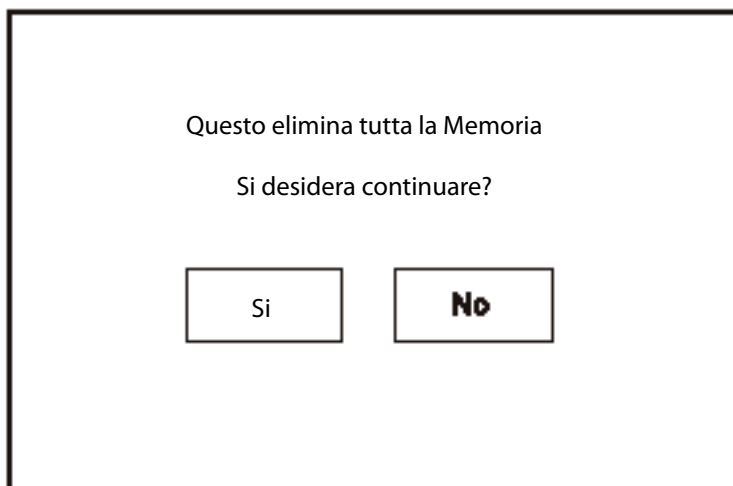 Questo elimina tutta la Memoria
Si desidera continuare?
Si
No